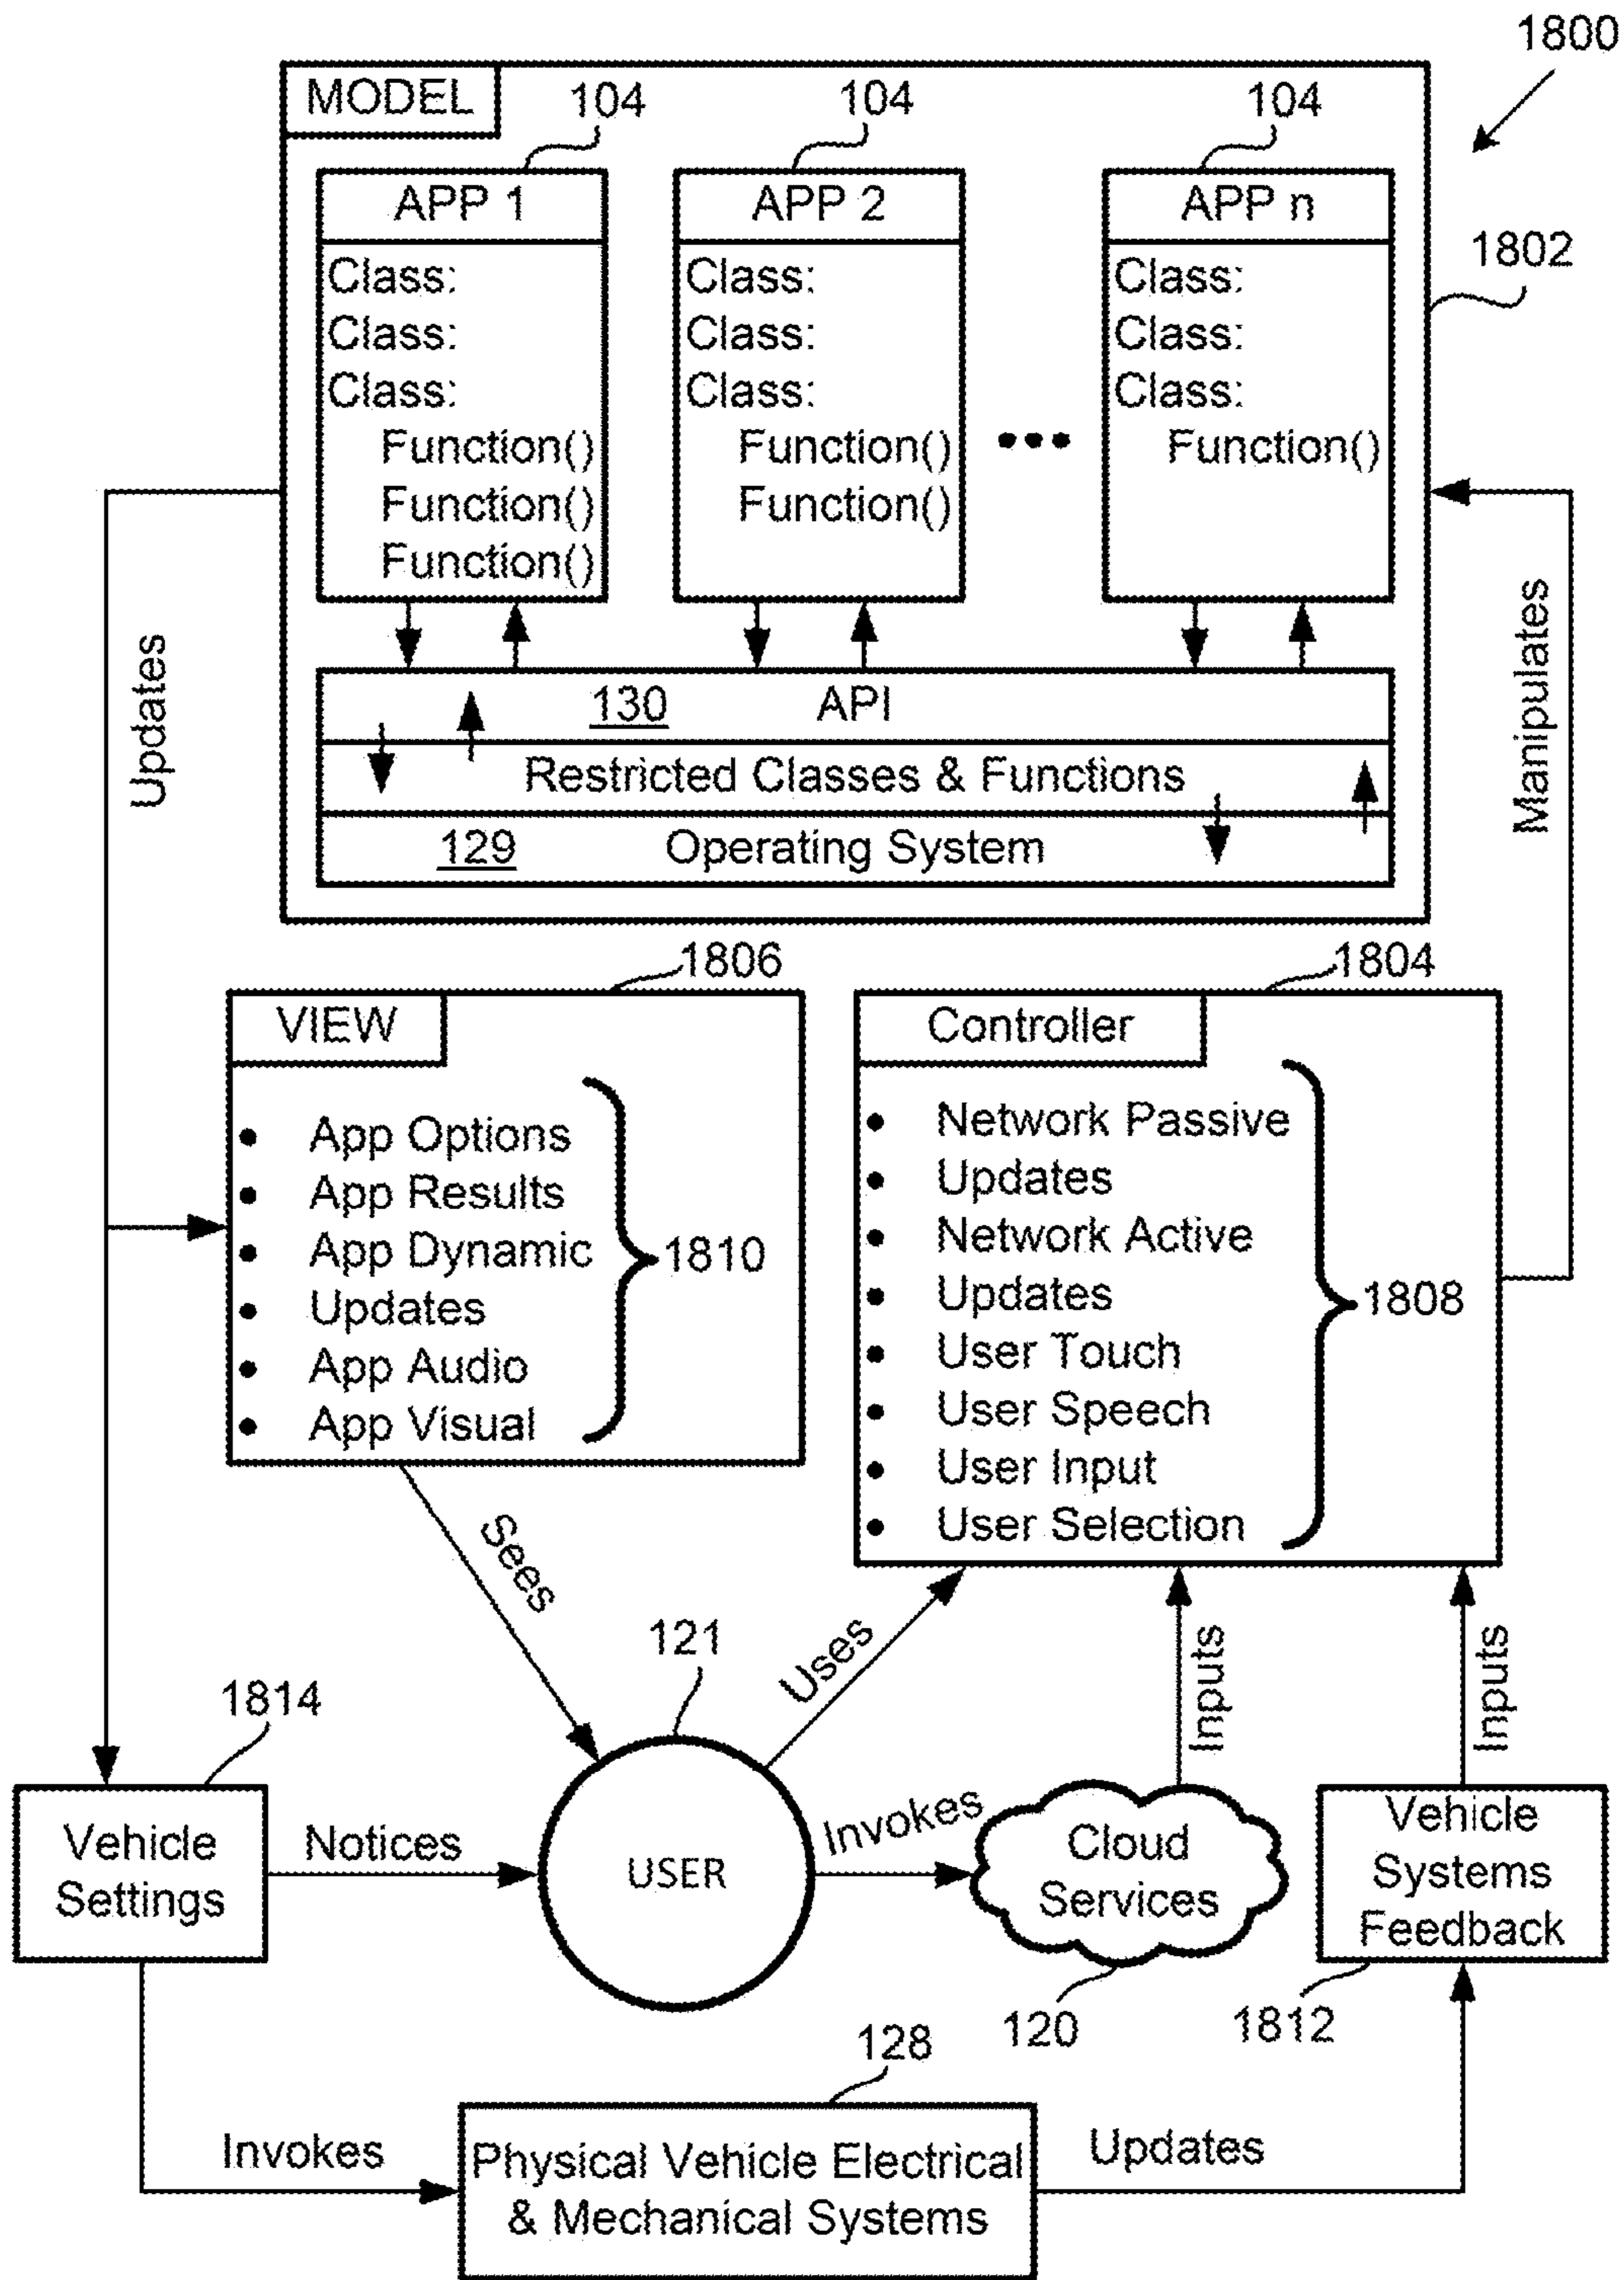 1800
MODEL
104
104
104
APP 1
APP 2
APP n
1802
Class:
Class:
Class:
Function()
Function()
Function()
Class:
Class:
Class:
Function()
Function()
•••
Class:
Class:
Class:
Function()
Updates
Manipulates
130 API
Restricted Classes & Functions
129 Operating System
1806
1804
VIEW
• App Options
• App Results
• App Dynamic
• Updates
• App Audio
• App Visual
1810
Controller
• Network Passive
• Updates
• Network Active
• Updates
• User Touch
• User Speech
• User Input
• User Selection
1808
Sees
Uses
Inputs
Inputs
121
1814
Vehicle
Settings
Notices
USER
Invokes
Cloud
Services
Vehicle
Systems
Feedback
120
1812
128
Invokes
Physical Vehicle Electrical
& Mechanical Systems
Updates